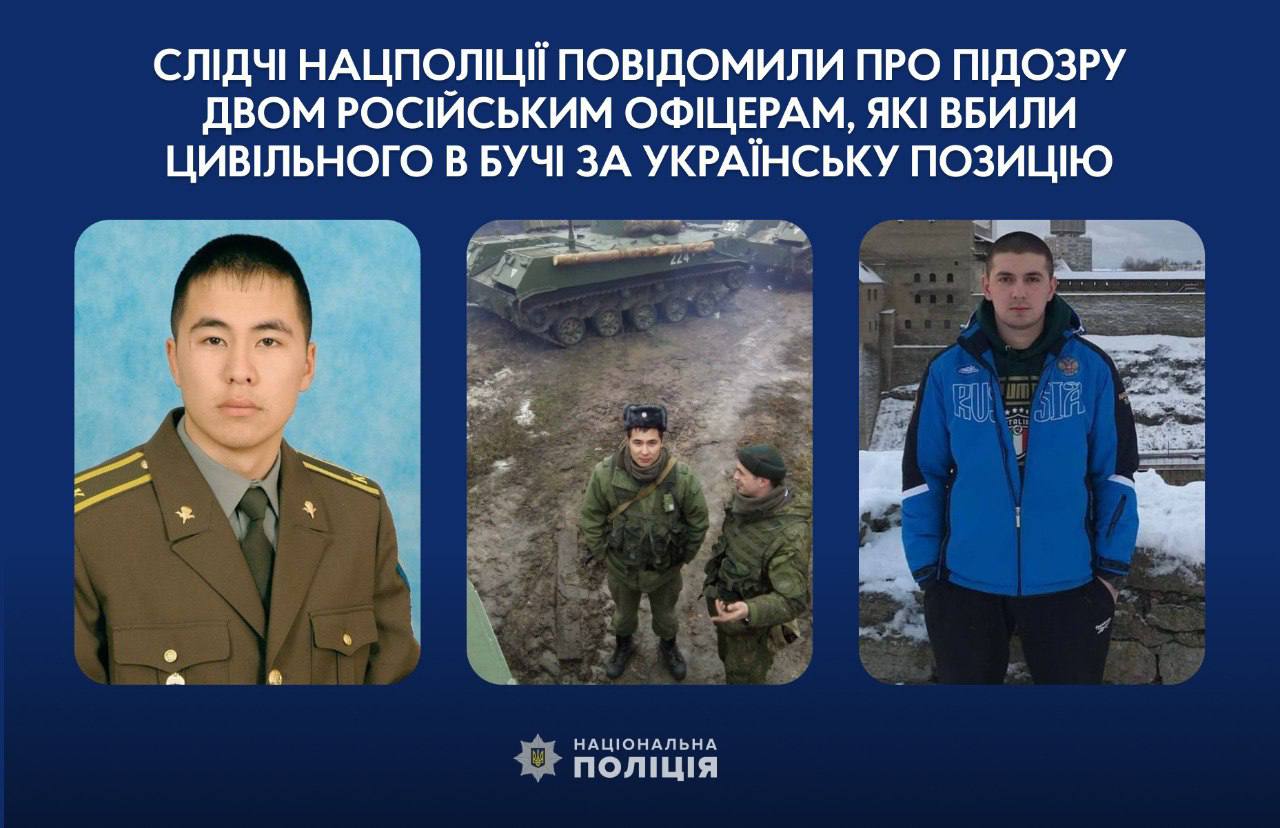 СЛІДЧІ НАЦПОЛІЦІЇ ПОВІДОМИЛИ ПРО ПІДОЗРУ
ДВОМ РОСІЙСЬКИМ ОФІЦЕРАМ, ЯКІ ВБИЛИ
ЦИВІЛЬНОГО В БУЧІ ЗА УКРАЇНСЬКУ ПОЗИЦІЮ
224
RUSSIA
НАЦІОНАЛЬНА
ПОЛІЦІЯ